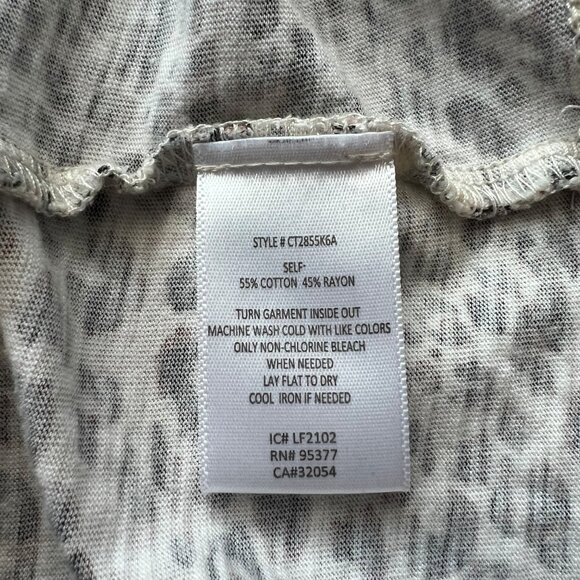 STYLE # CT2855K6A
SELF-
55% COTTON 45% RAYON
TURN GARMENT INSIDE OUT
MACHINE WASH COLD WITH LIKE COLORS
ONLY NON-CHLORINE BLEACH
WHEN NEEDED
LAY FLAT TO DRY
COOL IRON IF NEEDED
IC# LF2102
RN# 95377
CA#32054